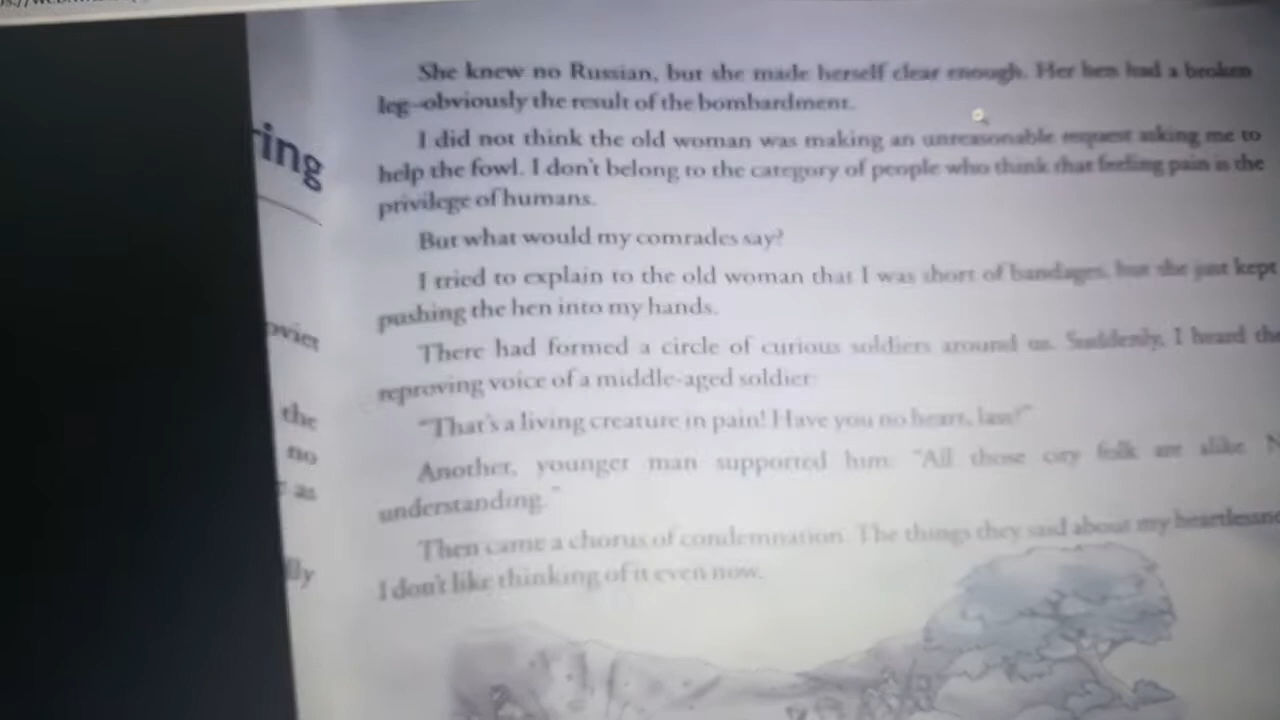 She knew no Russian, but she made herself clear enough. Her hen had a broken
leg—obviously the result of the bombardment.
I did not think the old woman was making an unreasonable request asking me to
help the fowl. I don't belong to the category of people who think that feeling pain is the
privilege of humans.
But what would my comrades say?
I tried to explain to the old woman that I was short of bandages, but she just kept
pushing the hen into my hands.
There had formed a circle of curious soldiers around us. Suddenly, I heard the
reproving voice of a middle-aged soldier:
"That's a living creature in pain! Have you no heart, lass?"
Another, younger man supported him: "All those city folk are alike. N
understanding."
Then came a chorus of condemnation. The things they said about my heartlessne
I don't like thinking of it even now.
ring
oviet
the
no
as
lly